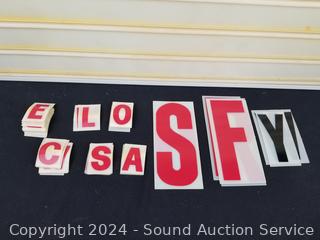 E L O
C S A S F Y
Copyright © 2024 - Sound Auction Service